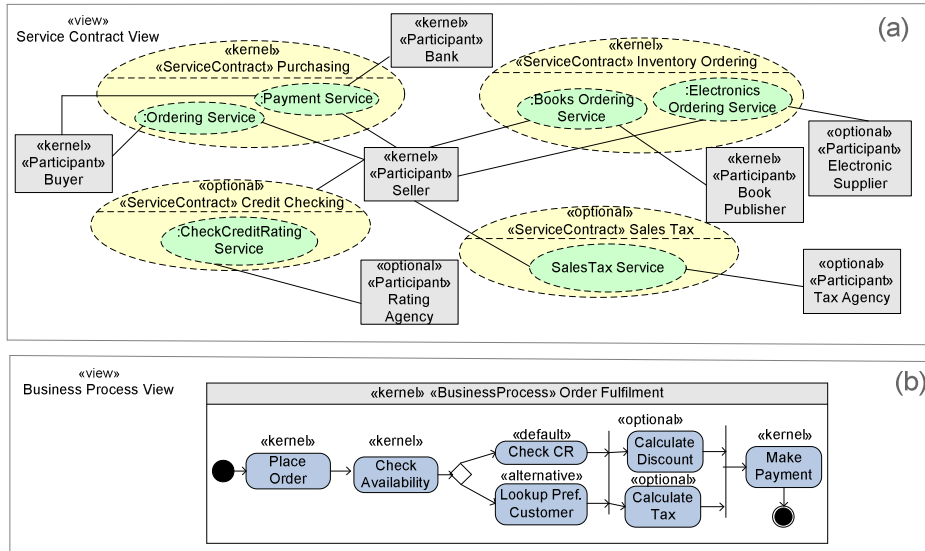 «view»
Service Contract View
(a)
«kernel»
«ServiceContract» Purchasing
:Payment Service
:Ordering Service
«kernel»
«Participant»
Bank
«kernel»
«ServiceContract» Inventory Ordering
:Books Ordering
Service
:Electronics
Ordering Service
«kernel»
«Participant»
Buyer
«kernel»
«Participant»
Seller
«kernel»
«Participant»
Book
Publisher
«optional»
«Participant»
Electronic
Supplier
«optional»
«ServiceContract» Credit Checking
:CheckCreditRating
Service
«optional»
«ServiceContract» Sales Tax
SalesTax Service
«optional»
«Participant»
Rating
Agency
«optional»
«Participant»
Tax Agency
«view»
Business Process View
(b)
«kernel» «BusinessProcess» Order Fulfilment
«kernel»
Place
Order
«kernel»
Check
Availability
«default»
Check CR
«alternative»
Lookup Pref.
Customer
«optional»
Calculate
Discount
«optional»
Calculate
Tax
«kernel»
Make
Payment